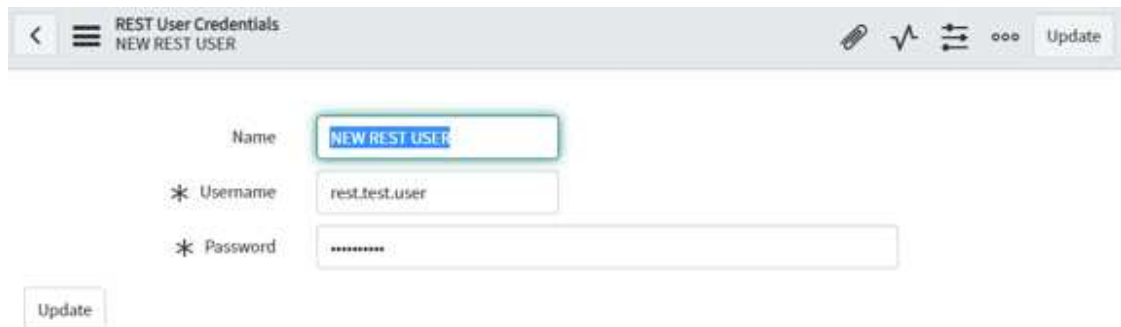 REST User Credentials
NEW REST USER
Update
Name
NEW REST USER
* Username
rest.test.user
* Password
••••••••••
Update